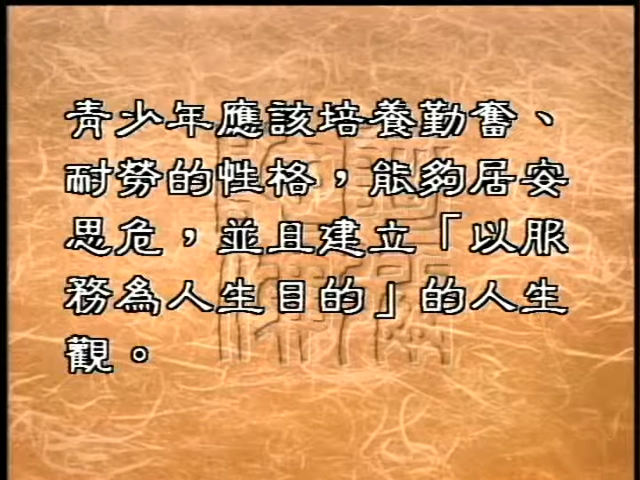 青少年應該培養勤奮、
耐勞的性格，能夠居安
思危，並且建立「以服
務為人生目的」的人生
觀。